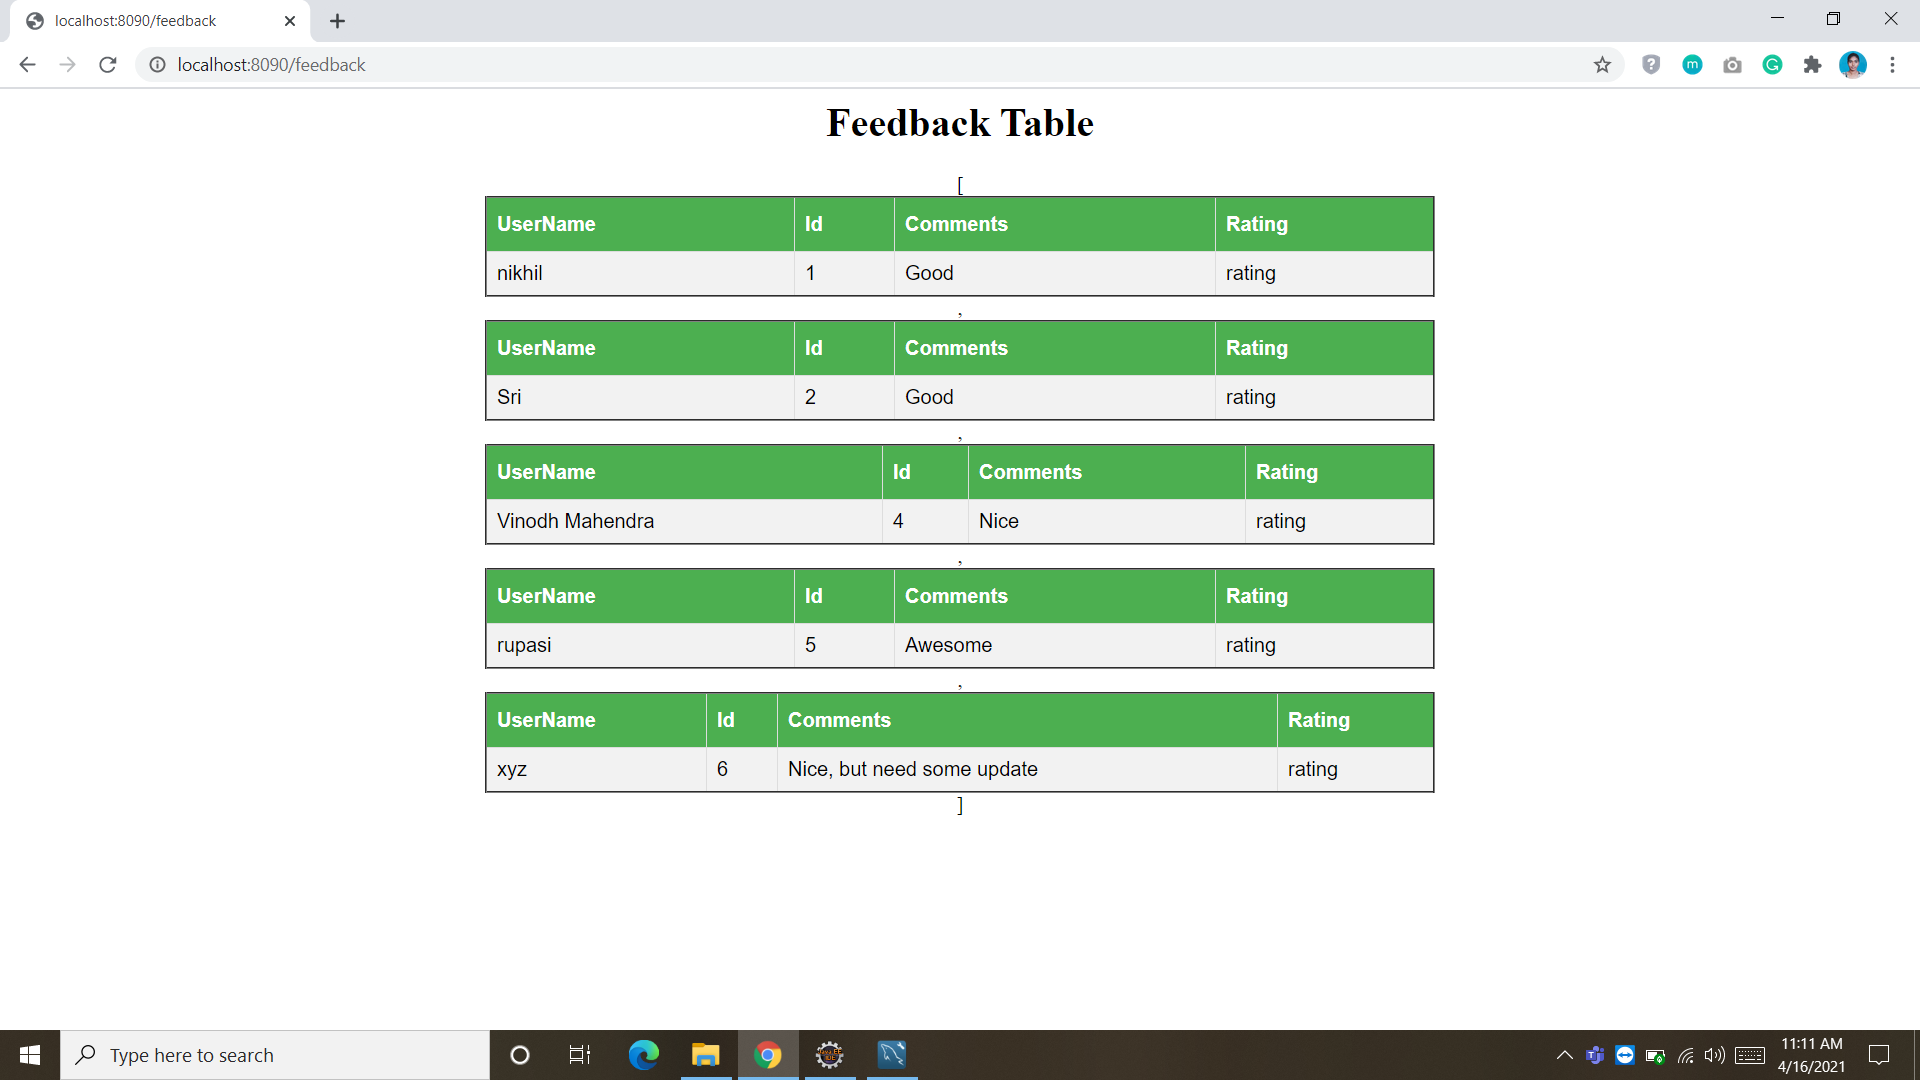 localhost:8090/feedback
localhost:8090/feedback
Feedback Table
[
UserName Id Comments Rating
nikhil 1 Good rating
,
UserName Id Comments Rating
Sri 2 Good rating
,
UserName Id Comments Rating
Vinodh Mahendra 4 Nice rating
,
UserName Id Comments Rating
rupasi 5 Awesome rating
,
UserName Id Comments Rating
xyz 6 Nice, but need some update rating
]
Type here to search
11:11 AM
4/16/2021